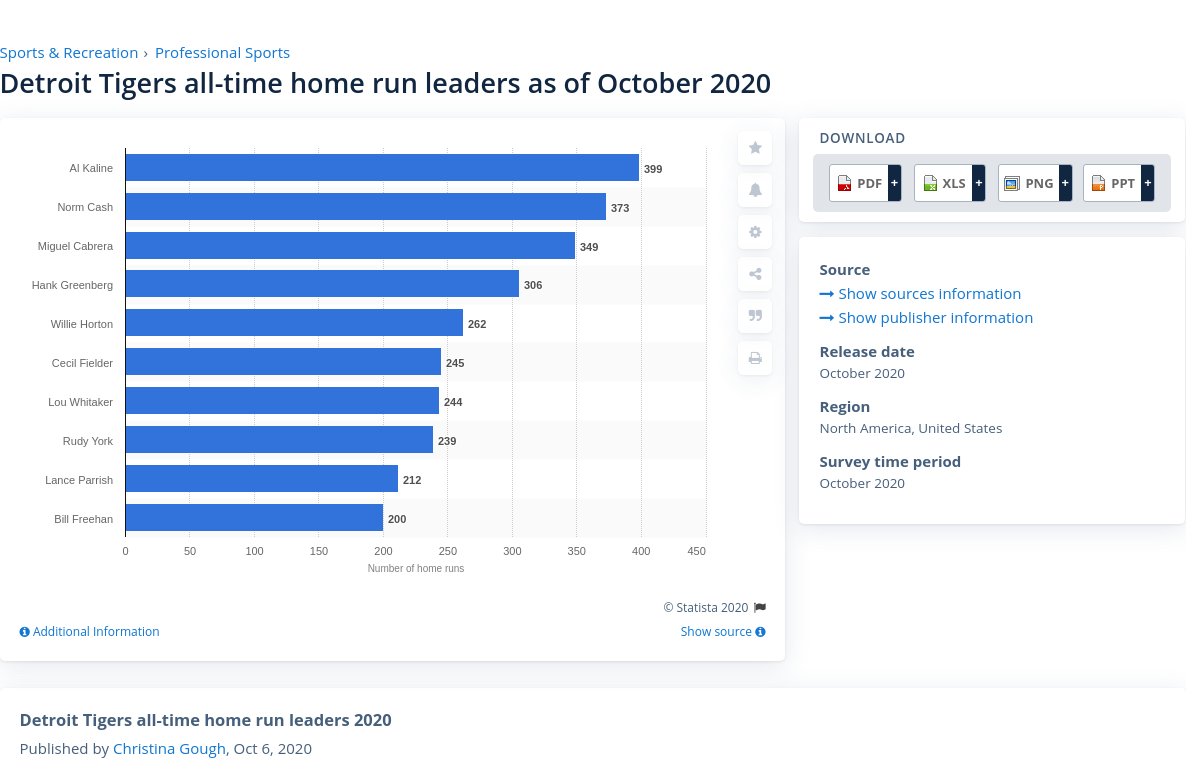 Sports & Recreation › Professional Sports
Detroit Tigers all-time home run leaders as of October 2020
Al Kaline 399
Norm Cash 373
Miguel Cabrera 349
Hank Greenberg 306
Willie Horton 262
Cecil Fielder 245
Lou Whitaker 244
Rudy York 239
Lance Parrish 212
Bill Freehan 200
0 50 100 150 200 250 300 350 400 450
Number of home runs
© Statista 2020
Additional Information
Show source
DOWNLOAD
PDF + XLS + PNG + PPT +
Source
Show sources information
Show publisher information
Release date
October 2020
Region
North America, United States
Survey time period
October 2020
Detroit Tigers all-time home run leaders 2020
Published by Christina Gough, Oct 6, 2020